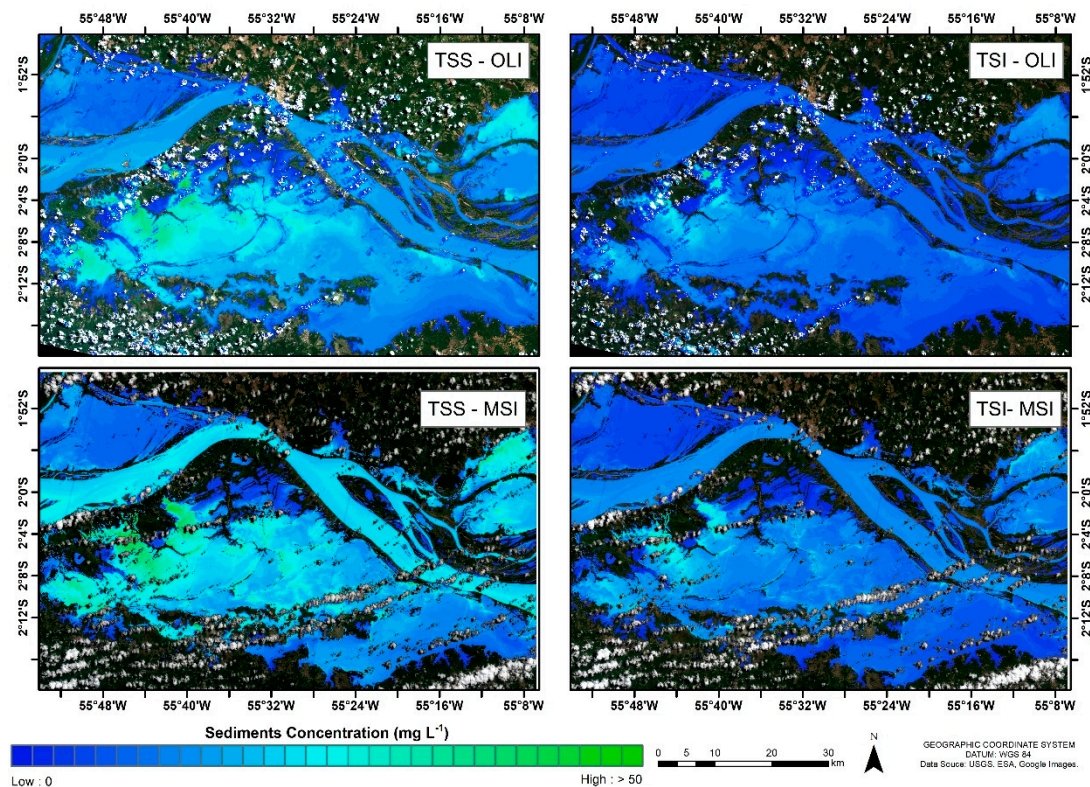 55°48'W 55°40'W 55°32'W 55°24'W 55°16'W 55°8'W
55°48'W 55°40'W 55°32'W 55°24'W 55°16'W 55°8'W
TSS - OLI
TSI - OLI
1°52'S
2°0'S
2°4'S
2°8'S
2°12'S
1°52'S
2°0'S
2°4'S
2°8'S
2°12'S
TSS - MSI
TSI- MSI
1°52'S
2°0'S
2°4'S
2°8'S
2°12'S
1°52'S
2°0'S
2°4'S
2°8'S
2°12'S
55°48'W 55°40'W 55°32'W 55°24'W 55°16'W 55°8'W
55°48'W 55°40'W 55°32'W 55°24'W 55°16'W 55°8'W
Sediments Concentration (mg L⁻¹)
Low : 0
High : > 50
0 5 10 20 30
km
N
GEOGRAPHIC COORDINATE SYSTEM
DATUM: WGS 84
Data Souce: USGS. ESA, Google Images.